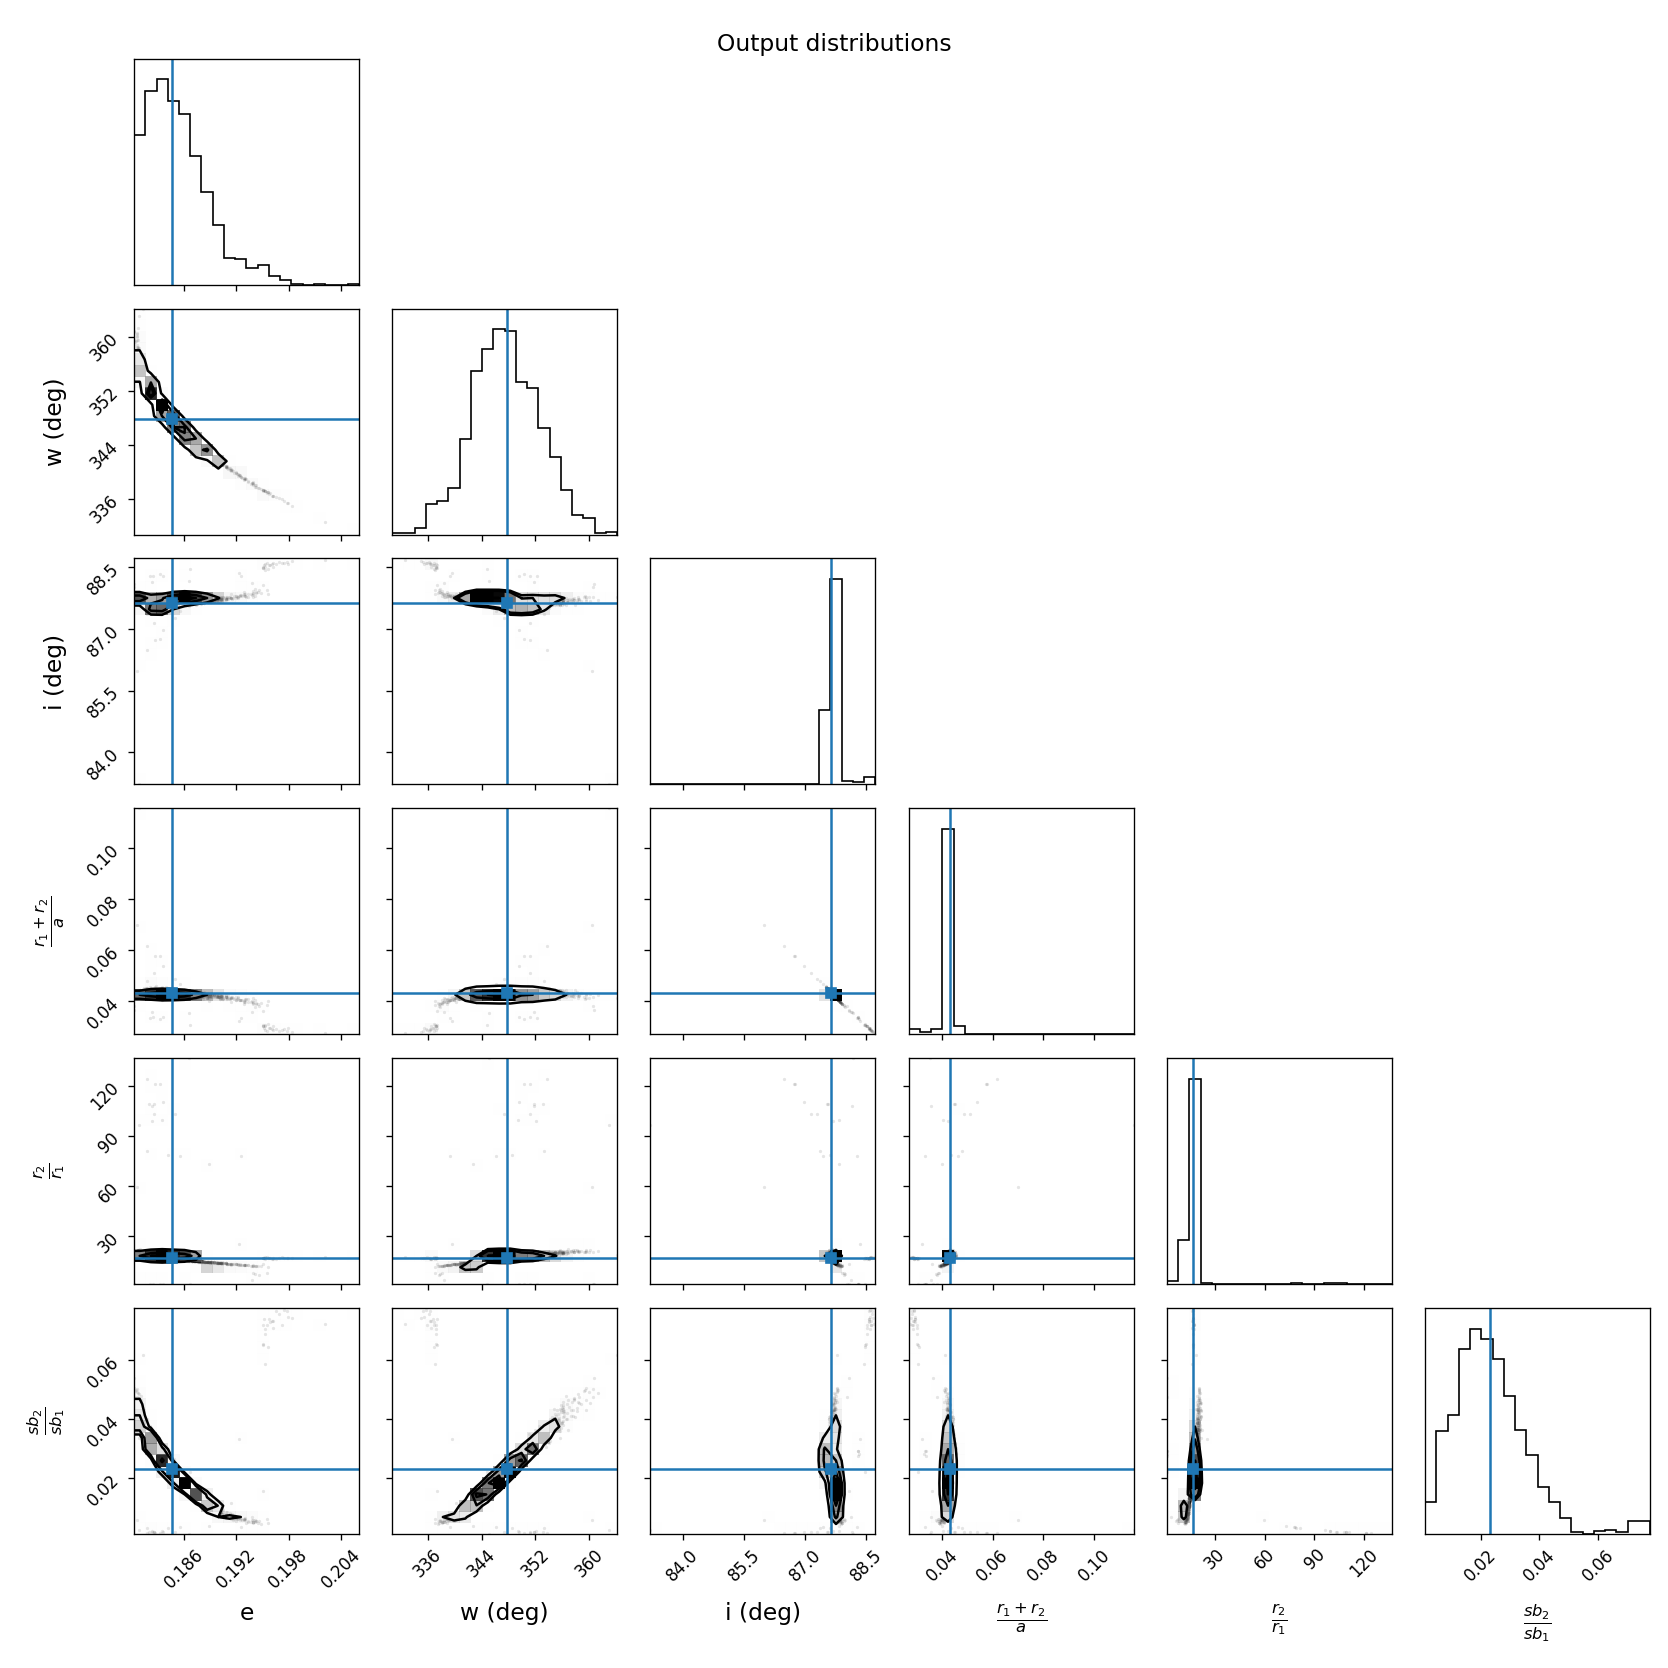 Output distributions
w (deg)
360
352
344
336
i (deg)
88.5
87.0
85.5
84.0
r1 + r2
a
0.10
0.08
0.06
0.04
r2
r1
120
90
60
30
sb2
sb1
0.06
0.04
0.02
0.186 0.192 0.198 0.204 336 344 352 360 84.0 85.5 87.0 88.5 0.04 0.06 0.08 0.10 30 60 90 120 0.02 0.04 0.06
e w (deg) i (deg) r1 + r2 r2 sb2
a r1 sb1